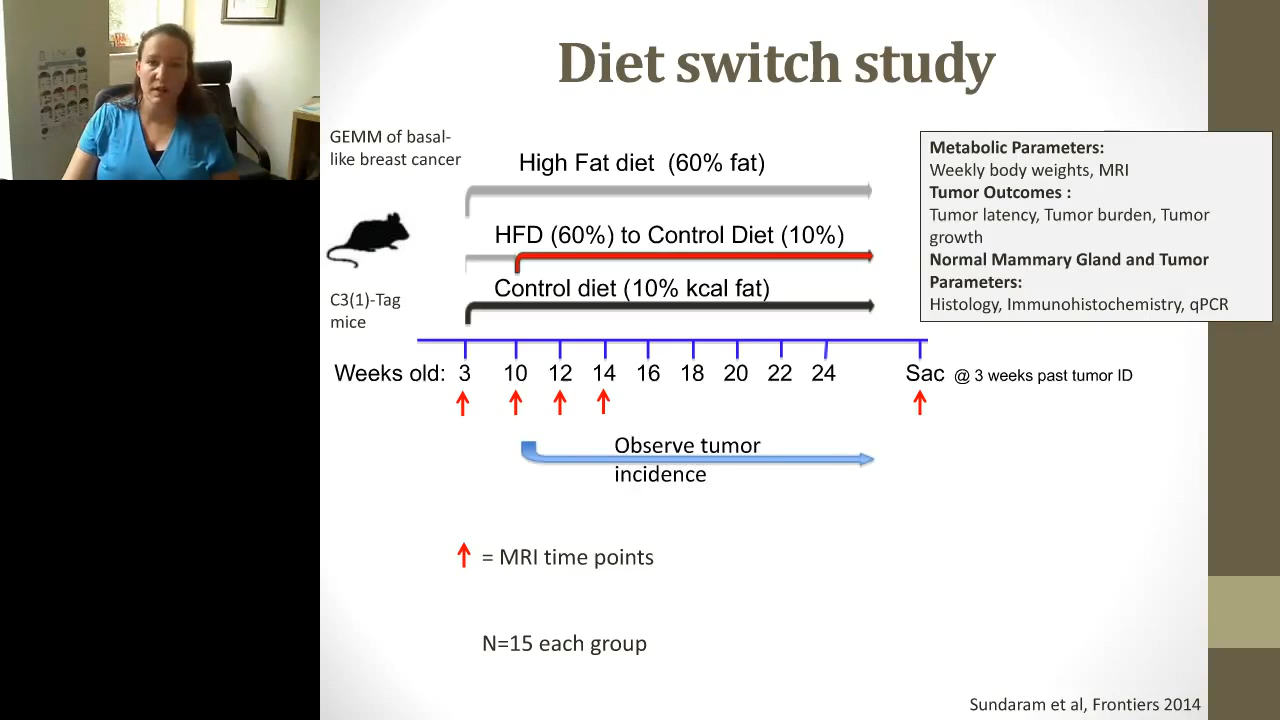 Diet switch study
GEMM of basal-
like breast cancer
High Fat diet (60% fat)
HFD (60%) to Control Diet (10%)
Control diet (10% kcal fat)
C3(1)-Tag
mice
Metabolic Parameters:
Weekly body weights, MRI
Tumor Outcomes :
Tumor latency, Tumor burden, Tumor
growth
Normal Mammary Gland and Tumor
Parameters:
Histology, Immunohistochemistry, qPCR
Weeks old: 3 10 12 14 16 18 20 22 24 Sac @ 3 weeks past tumor ID
Observe tumor
incidence
= MRI time points
N=15 each group
Sundaram et al, Frontiers 2014